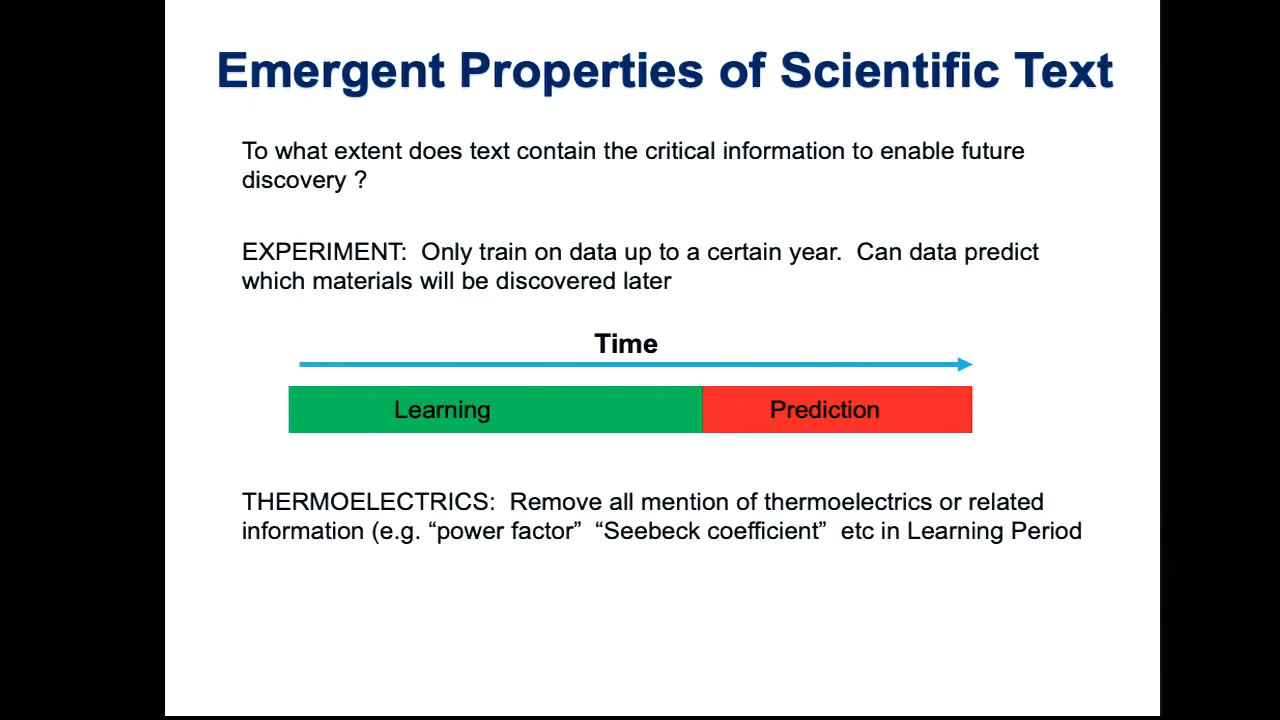 Emergent Properties of Scientific Text
To what extent does text contain the critical information to enable future
discovery ?
EXPERIMENT:  Only train on data up to a certain year.  Can data predict
which materials will be discovered later
Time
Learning
Prediction
THERMOELECTRICS:  Remove all mention of thermoelectrics or related
information (e.g. “power factor”  “Seebeck coefficient”  etc in Learning Period